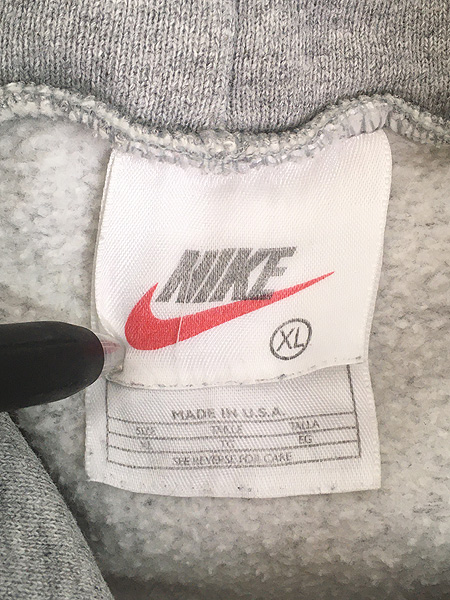 NIKE
XL
MADE IN U.S.A.
SIZE TAILLE TALLA
XL TG EG
SEE REVERSE FOR CARE